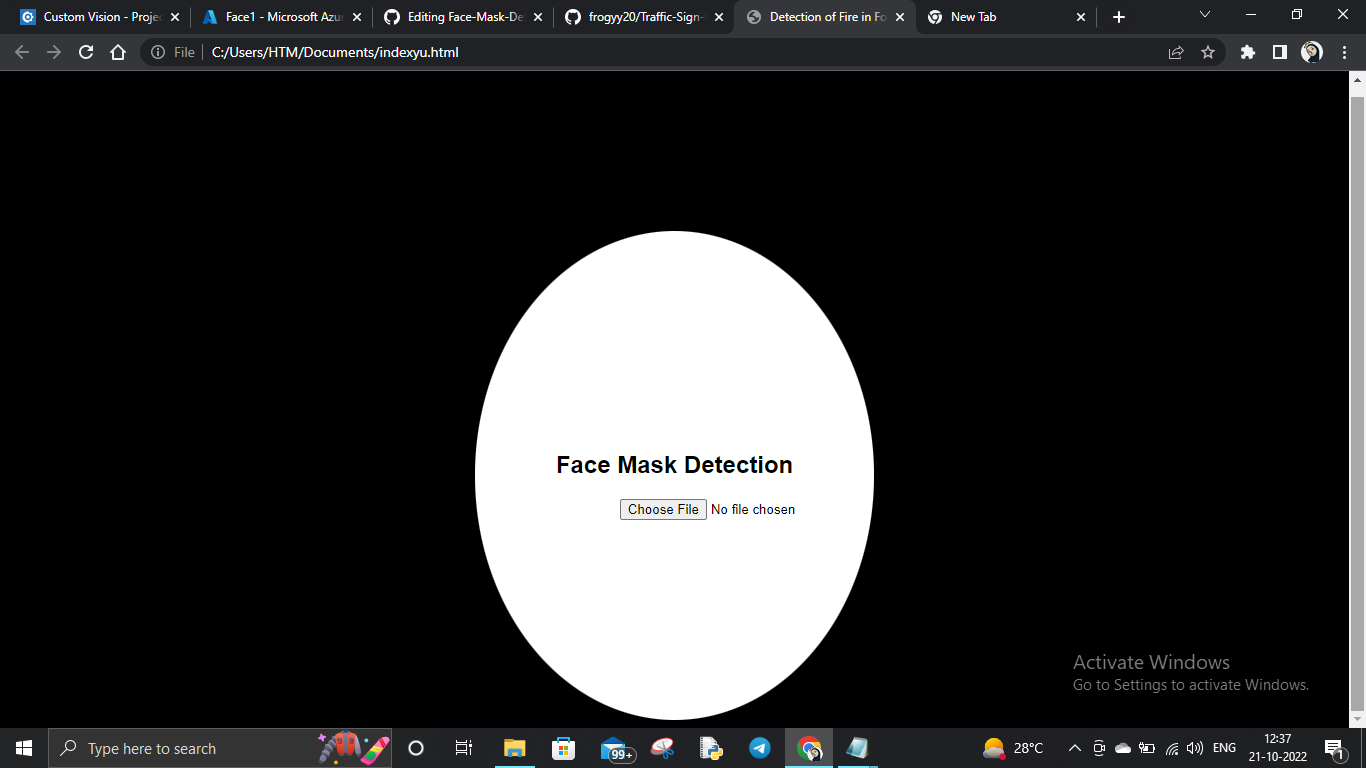 Custom Vision - Projec
Face1 - Microsoft Azu
Editing Face-Mask-De
frogyy20/Traffic-Sign-
Detection of Fire in Fo
New Tab
File
C:/Users/HTM/Documents/indexyu.html
Face Mask Detection
Choose File No file chosen
Activate Windows
Go to Settings to activate Windows.
Type here to search
99+
28°C
ENG
12:37
21-10-2022
1